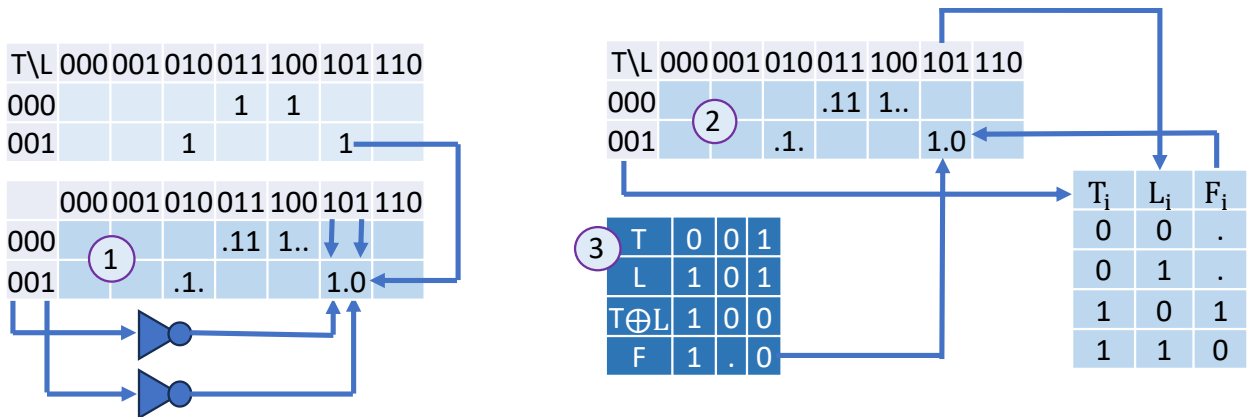 T\L 000 001 010 011 100 101 110
000 1 1
001 1 1
000 001 010 011 100 101 110
000 .11 1..
001 .1. 1.0
1
T\L 000 001 010 011 100 101 110
000 .11 1..
001 .1. 1.0
2
3
T 0 0 1
L 1 0 1
T⊕L 1 0 0
F 1 . 0
Ti Li Fi
0 0 .
0 1 .
1 0 1
1 1 0